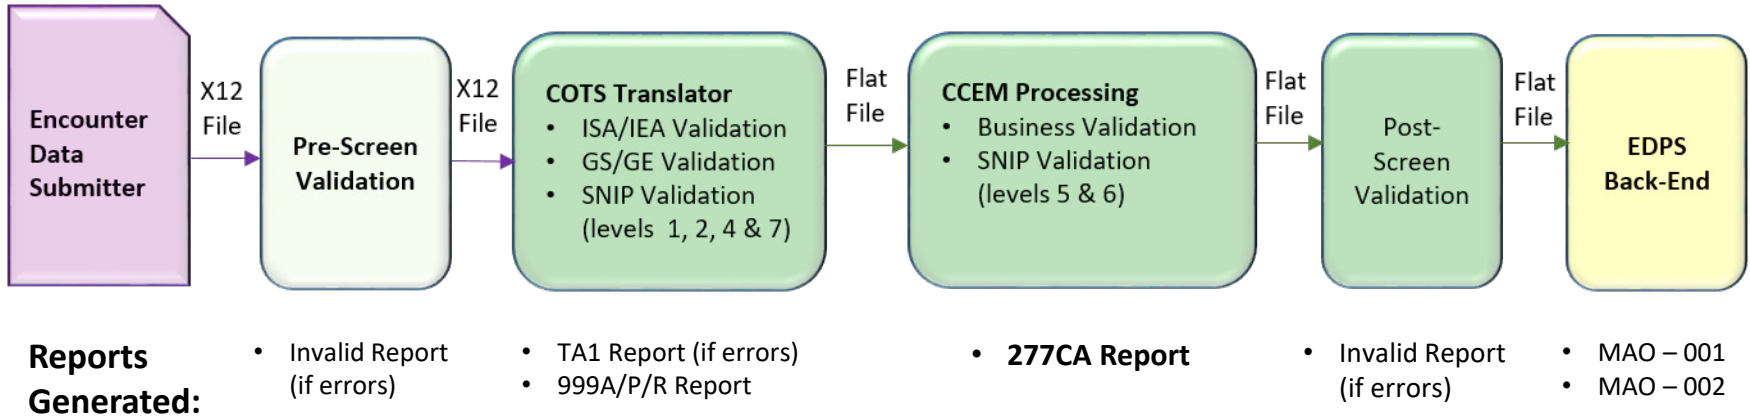 Encounter
Data
Submitter
X12
File
Pre-Screen
Validation
X12
File
COTS Translator
• ISA/IEA Validation
• GS/GE Validation
• SNIP Validation
(levels 1, 2, 4 & 7)
Flat
File
CCEM Processing
• Business Validation
• SNIP Validation
(levels 5 & 6)
Flat
File
Post-
Screen
Validation
Flat
File
EDPS
Back-End
Reports
Generated:
• Invalid Report
(if errors)
• TA1 Report (if errors)
• 999A/P/R Report
• 277CA Report
• Invalid Report
(if errors)
• MAO – 001
• MAO – 002